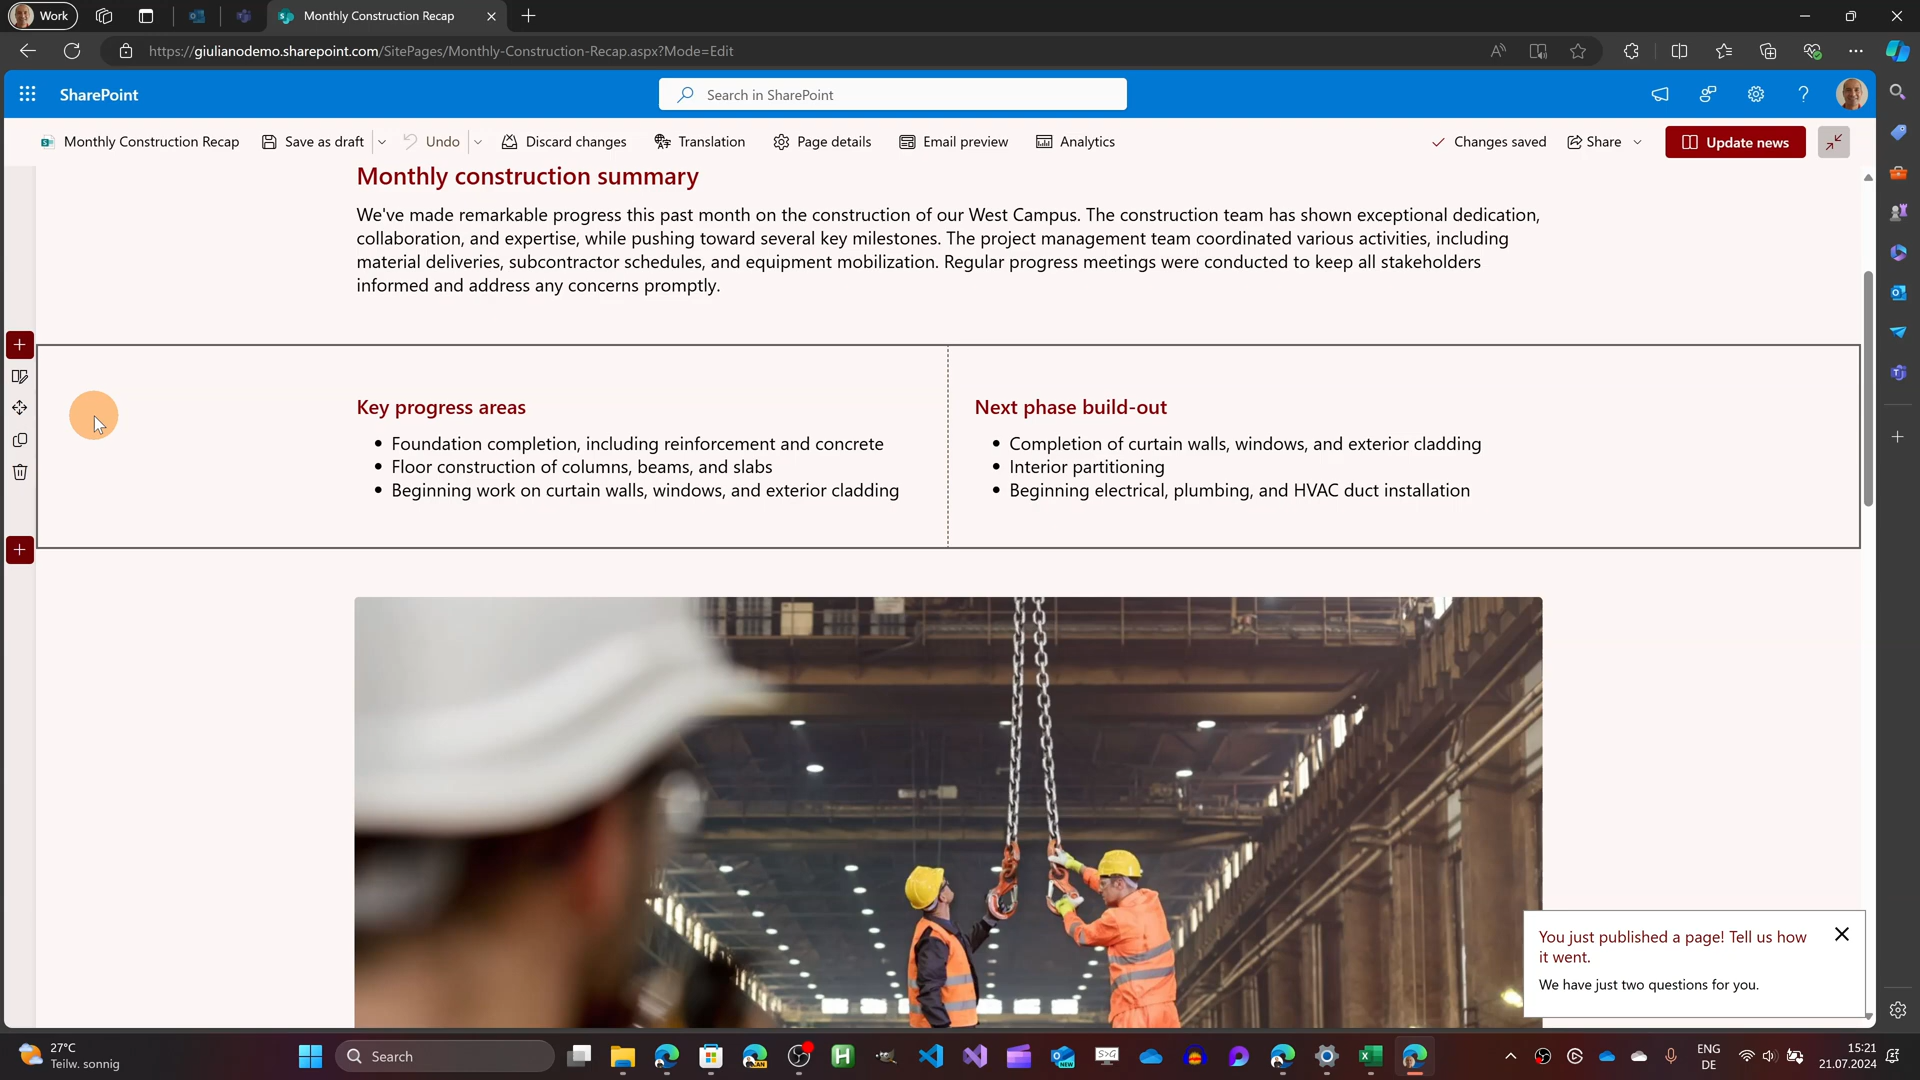 Work
Monthly Construction Recap
https://giulianodemo.sharepoint.com/SitePages/Monthly-Construction-Recap.aspx?Mode=Edit
SharePoint
Search in SharePoint
Monthly Construction Recap
Save as draft
Undo
Discard changes
Translation
Page details
Email preview
Analytics
Changes saved
Share
Update news
Monthly construction summary
We've made remarkable progress this past month on the construction of our West Campus. The construction team has shown exceptional dedication,
collaboration, and expertise, while pushing toward several key milestones. The project management team coordinated various activities, including
material deliveries, subcontractor schedules, and equipment mobilization. Regular progress meetings were conducted to keep all stakeholders
informed and address any concerns promptly.
Key progress areas
Foundation completion, including reinforcement and concrete
Floor construction of columns, beams, and slabs
Beginning work on curtain walls, windows, and exterior cladding
Next phase build-out
Completion of curtain walls, windows, and exterior cladding
Interior partitioning
Beginning electrical, plumbing, and HVAC duct installation
You just published a page! Tell us how
it went.
We have just two questions for you.
27°C
Teilw. sonnig
Search
ENG
DE
15:21
21.07.2024